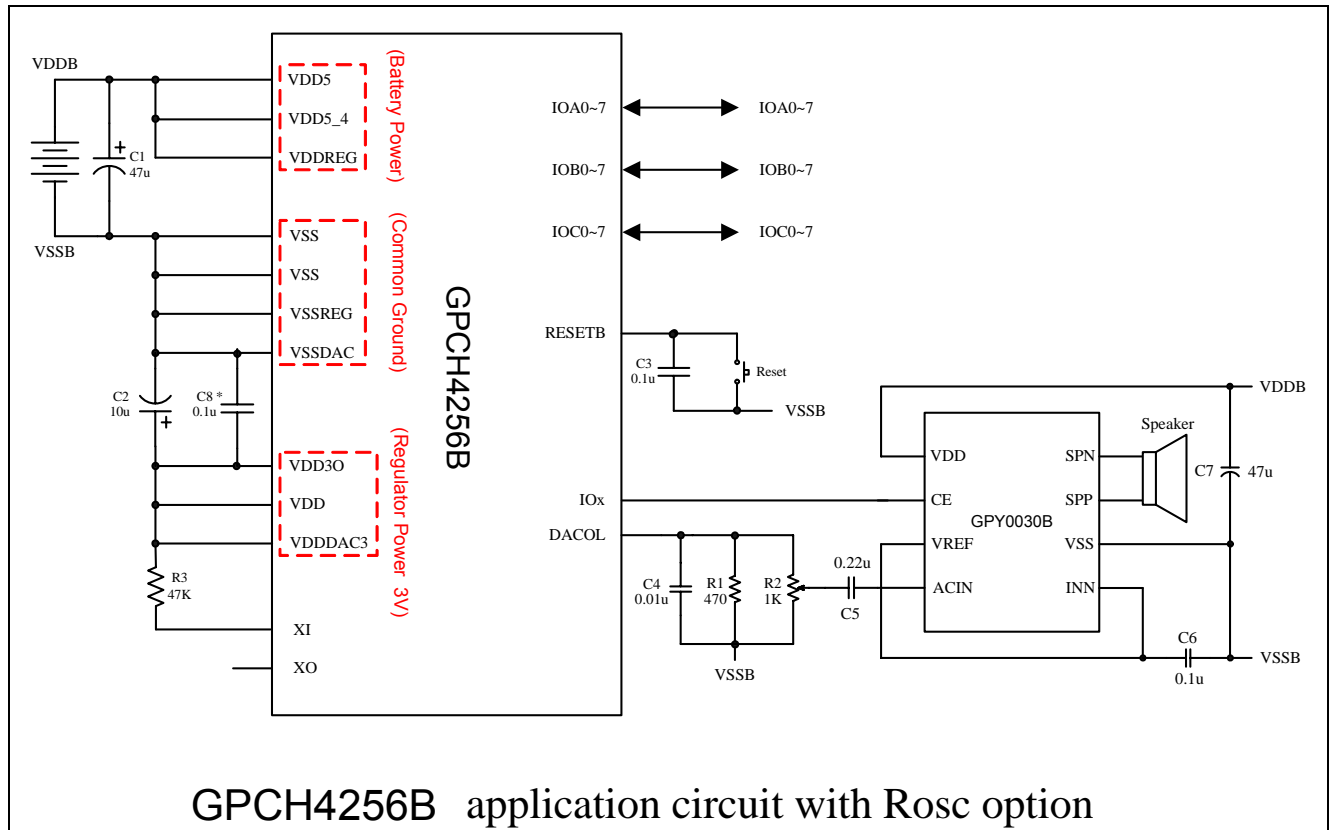 VDDB
C1
47u
+
VSSB
VDD5
VDD5_4
VDDREG
(Battery Power)
VSS
VSS
VSSREG
VSSDAC
(Common Ground)
C2
10u
+
C8 *
0.1u
VDD3O
VDD
VDDDAC3
(Regulator Power 3V)
R3
47K
XI
XO
GPCH4256B
IOA0~7
IOA0~7
IOB0~7
IOB0~7
IOC0~7
IOC0~7
RESETB
C3
0.1u
Reset
VSSB
IOx
DACOL
C4
0.01u
R1
470
R2
1K
VSSB
0.22u
C5
VDD
CE
VREF
ACIN
GPY0030B
SPN
SPP
VSS
INN
Speaker
C7
47u
VDDB
C6
0.1u
VSSB
GPCH4256B application circuit with Rosc option